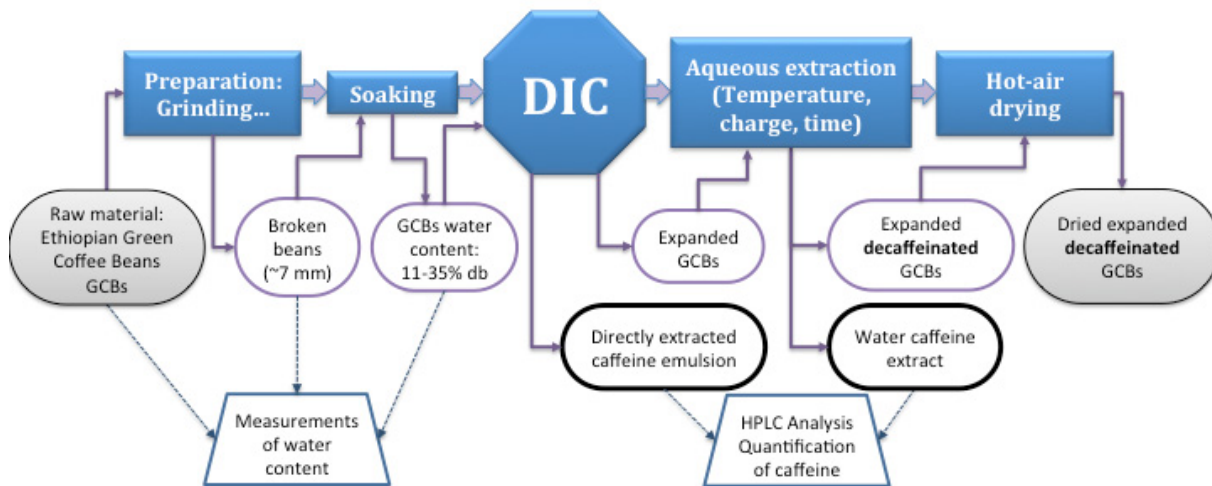 Preparation:
Grinding...
Soaking
DIC
Aqueous extraction
(Temperature,
charge, time)
Hot-air
drying
Raw material:
Ethiopian Green
Coffee Beans
GCBs
Broken
beans
(~7 mm)
GCBs water
content:
11-35% db
Expanded
GCBs
Expanded
decaffeinated
GCBs
Dried expanded
decaffeinated
GCBs
Directly extracted
caffeine emulsion
Water caffeine
extract
Measurements
of water
content
HPLC Analysis
Quantification
of caffeine